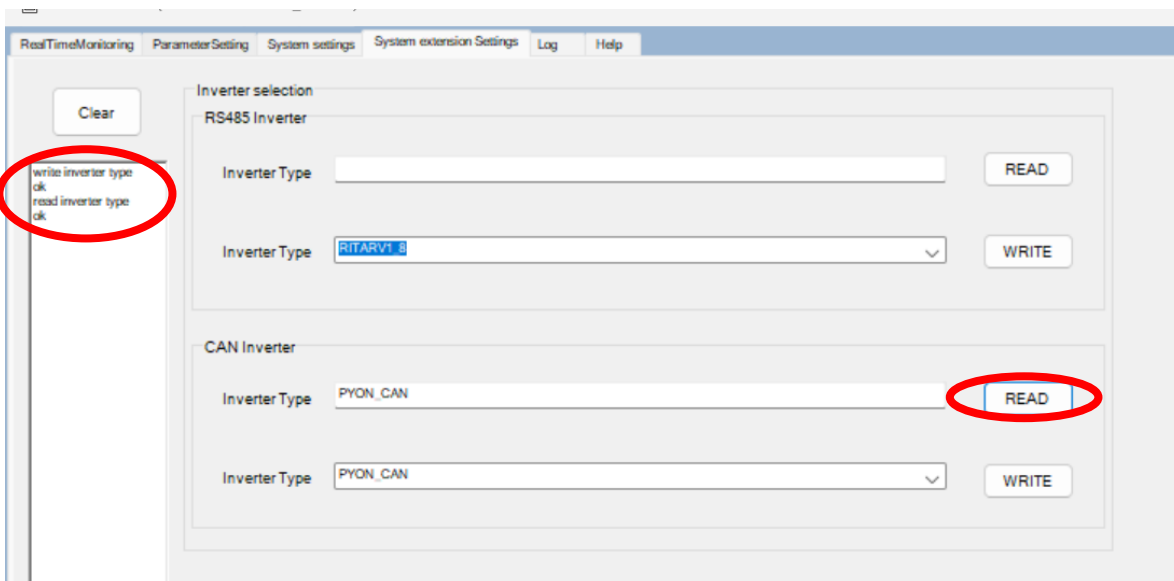 RealTimeMonitoring ParameterSetting System settings System extension Settings Log Help
Clear
write inverter type
ok
read inverter type
ok
Inverter selection
RS485 Inverter
Inverter Type READ
Inverter Type RITARV1_8 WRITE
CAN Inverter
Inverter Type PYON_CAN READ
Inverter Type PYON_CAN WRITE